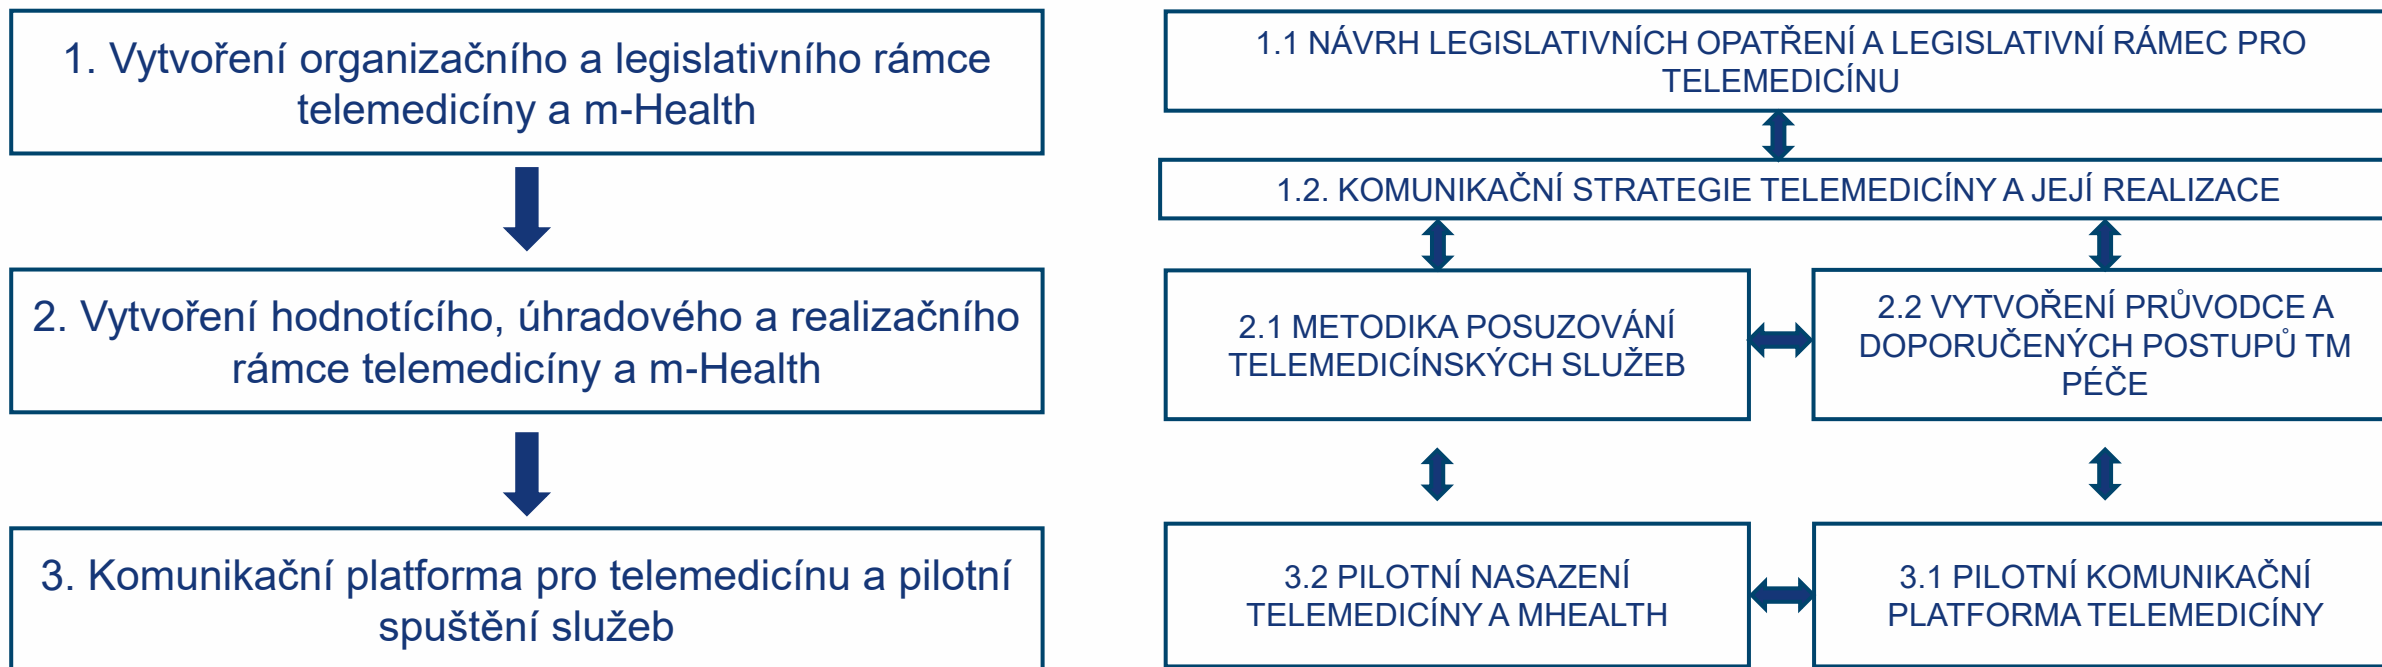 1. Vytvoření organizačního a legislativního rámce
telemedicíny a m-Health
2. Vytvoření hodnotícího, úhradového a realizačního
rámce telemedicíny a m-Health
3. Komunikační platforma pro telemedicínu a pilotní
spuštění služeb
1.1 NÁVRH LEGISLATIVNÍCH OPATŘENÍ A LEGISLATIVNÍ RÁMEC PRO
TELEMEDICÍNU
1.2. KOMUNIKAČNÍ STRATEGIE TELEMEDICÍNY A JEJÍ REALIZACE
2.1 METODIKA POSUZOVÁNÍ
TELEMEDICÍNSKÝCH SLUŽEB
2.2 VYTVOŘENÍ PRŮVODCE A
DOPORUČENÝCH POSTUPŮ TM
PÉČE
3.2 PILOTNÍ NASAZENÍ
TELEMEDICÍNY A MHEALTH
3.1 PILOTNÍ KOMUNIKAČNÍ
PLATFORMA TELEMEDICÍNY